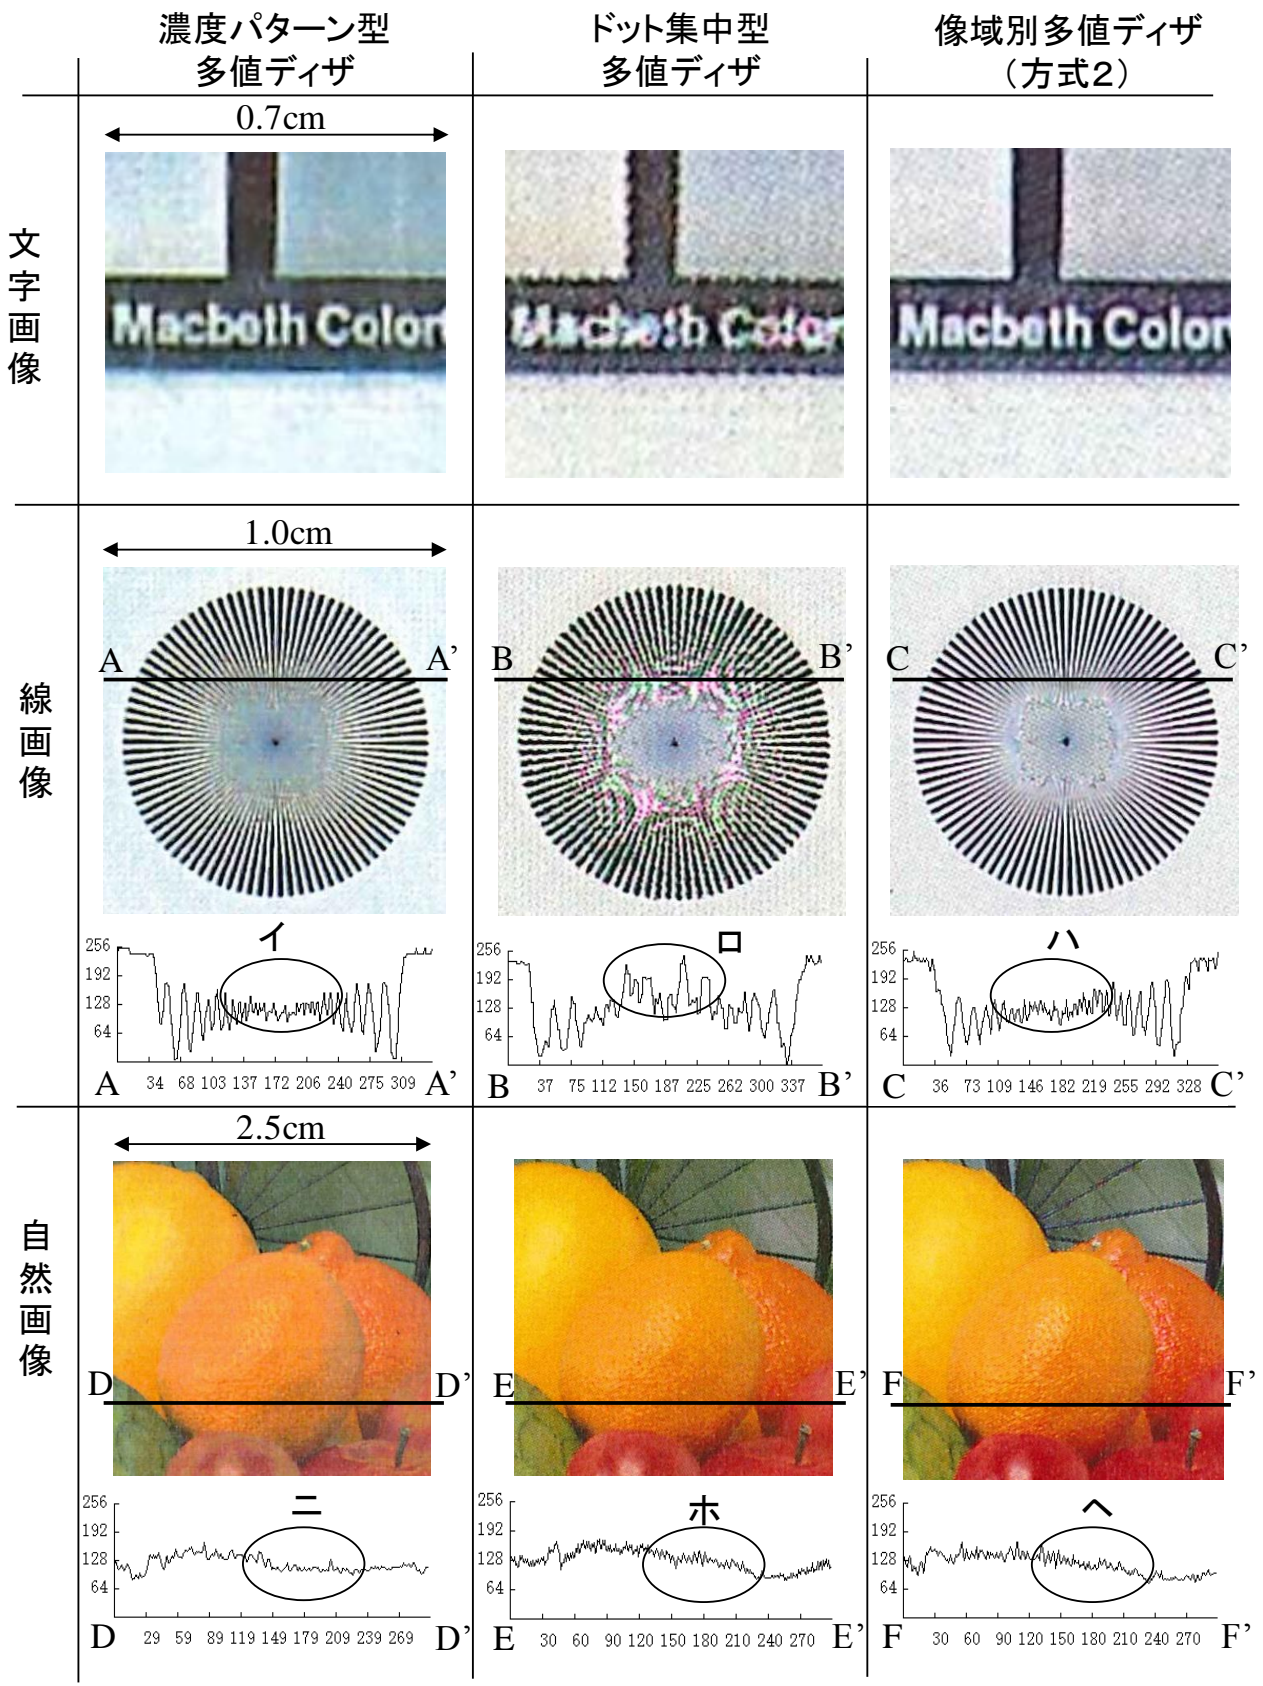 濃度パターン型
多値ディザ
ドット集中型
多値ディザ
像域別多値ディザ
（方式２）
文字画像
0.7cm
Macbeth Color
Macbeth Color
Macbeth Color
線画像
1.0cm
A A’
B B’
C C’
イ
256
192
128
64
34 68 103 137 172 206 240 275 309
A A’
ロ
256
192
128
64
37 75 112 150 187 225 262 300 337
B B’
ハ
256
192
128
64
36 73 109 146 182 219 255 292 328
C C’
自然画像
2.5cm
D D’
E E’
F F’
ニ
256
192
128
64
29 59 89 119 149 179 209 239 269
D D’
ホ
256
192
128
64
30 60 90 120 150 180 210 240 270
E E’
ヘ
256
192
128
64
30 60 90 120 150 180 210 240 270
F F’